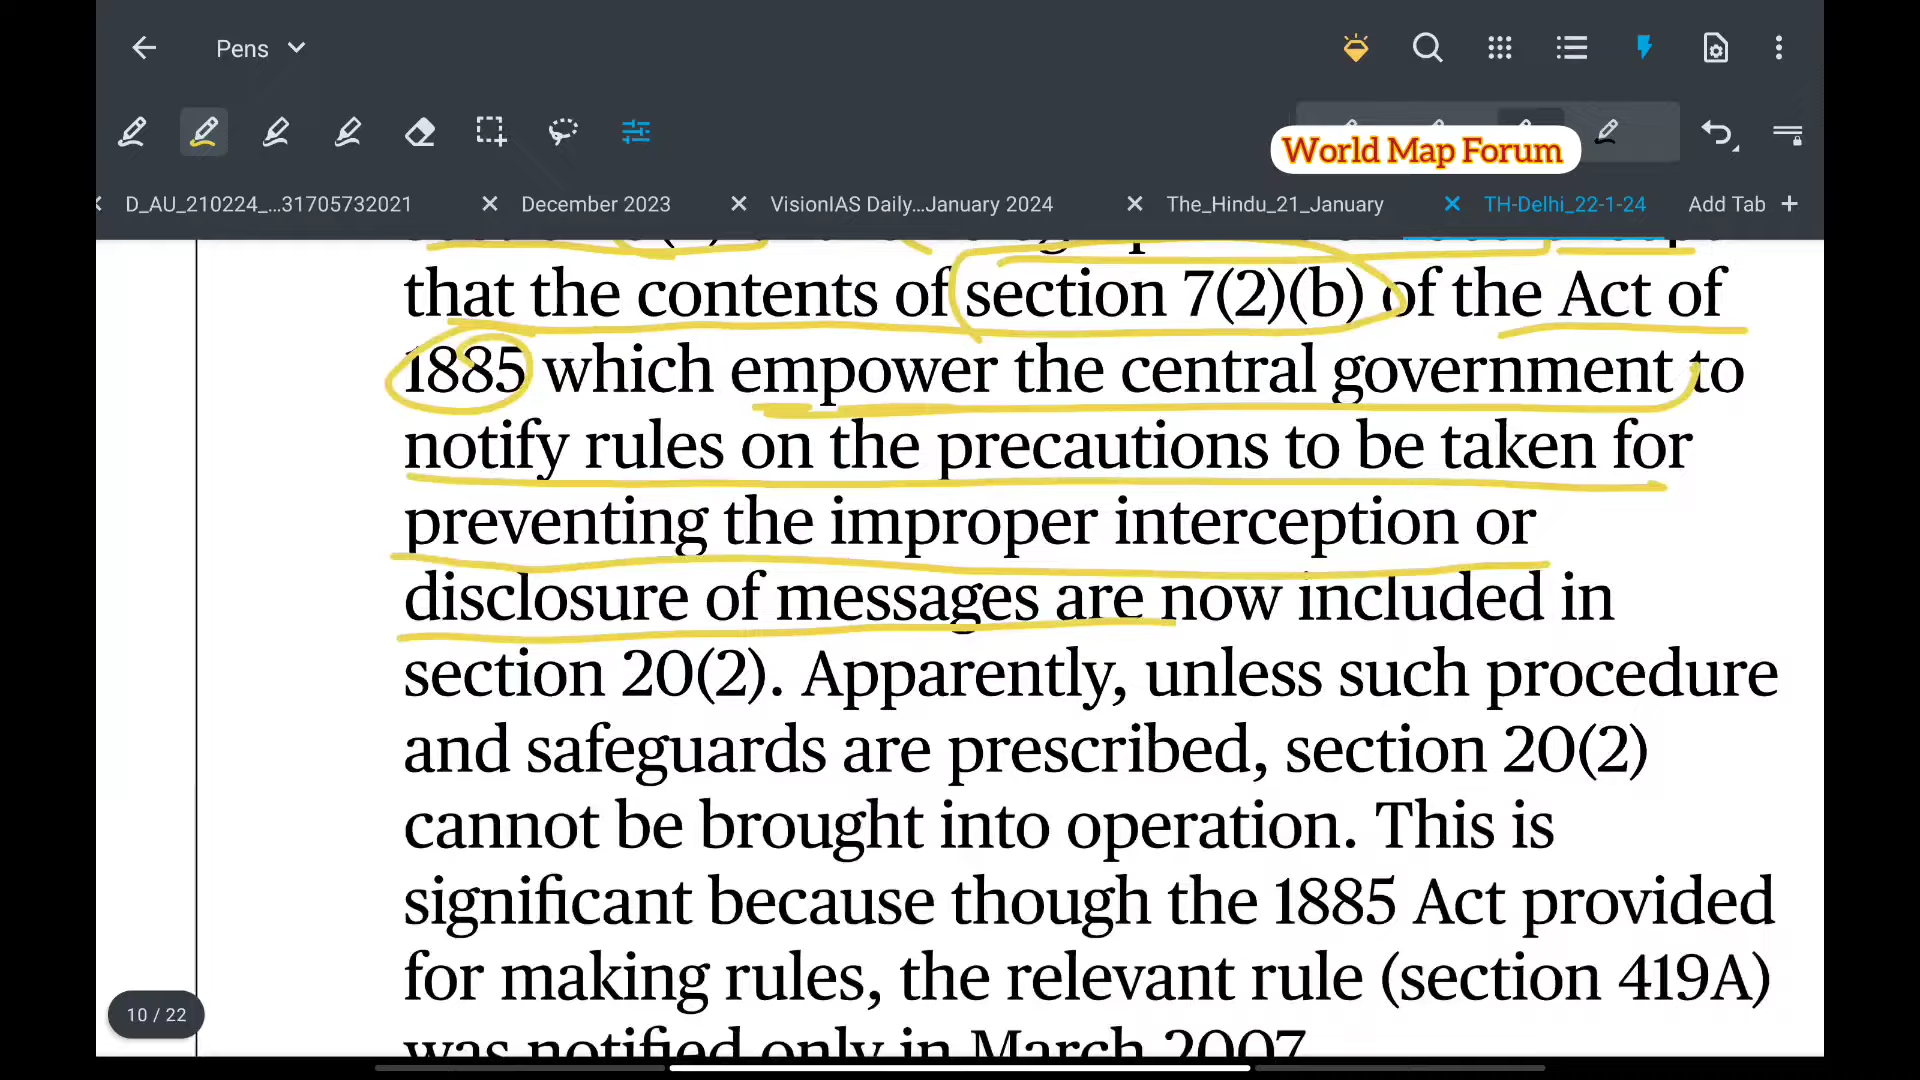 Pens
World Map Forum
D_AU_210224_...31705732021
December 2023
VisionIAS Daily...January 2024
The_Hindu_21_January
TH-Delhi_22-1-24
Add Tab +
that the contents of section 7(2)(b) of the Act of
1885 which empower the central government to
notify rules on the precautions to be taken for
preventing the improper interception or
disclosure of messages are now included in
section 20(2). Apparently, unless such procedure
and safeguards are prescribed, section 20(2)
cannot be brought into operation. This is
significant because though the 1885 Act provided
for making rules, the relevant rule (section 419A)
was notified only in March 2007.
10 / 22